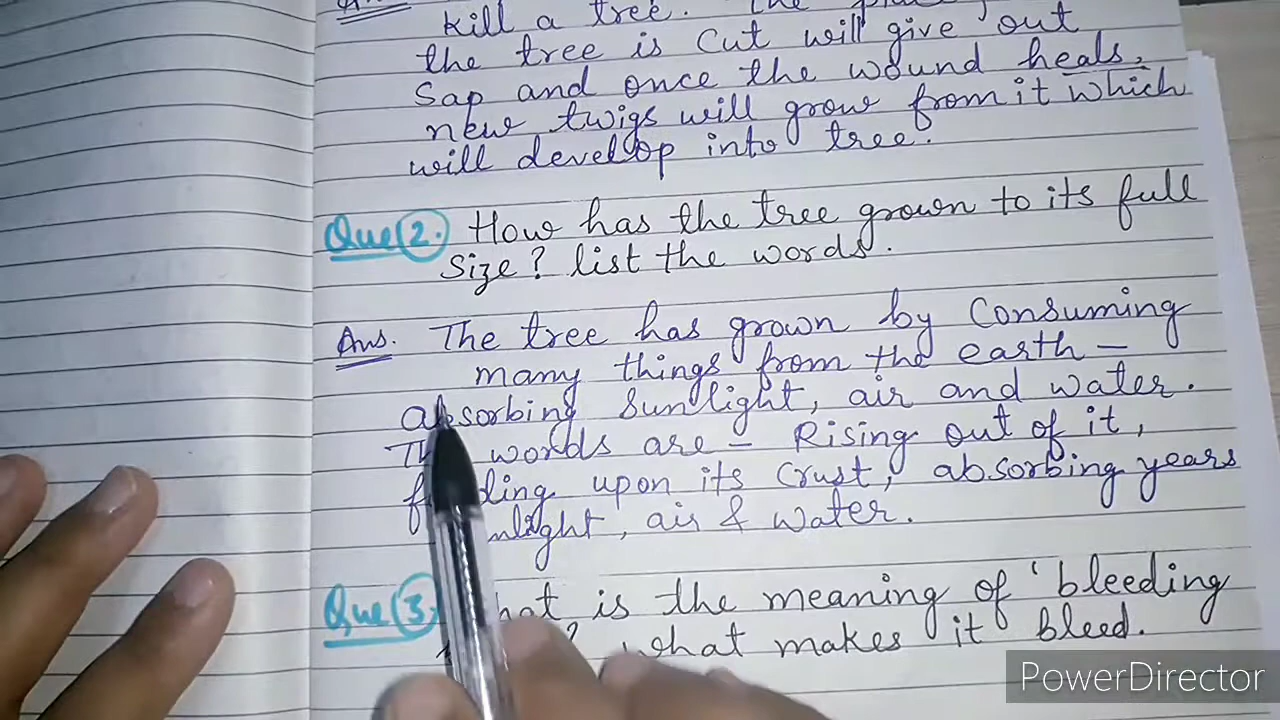 Ans
kill a tree. The
the tree is cut will give out
sap and once the wound heals,
new twigs will grow from it which
will develop into tree.
Que 2. How has the tree grown to its full
size? list the words.
Ans. The tree has grown by consuming
many things from the earth –
absorbing sunlight, air and water.
words are – Rising out of it,
upon its crust, absorbing years
air & water.
Que 3. is the meaning of 'bleeding
? what makes it bleed.
PowerDirector